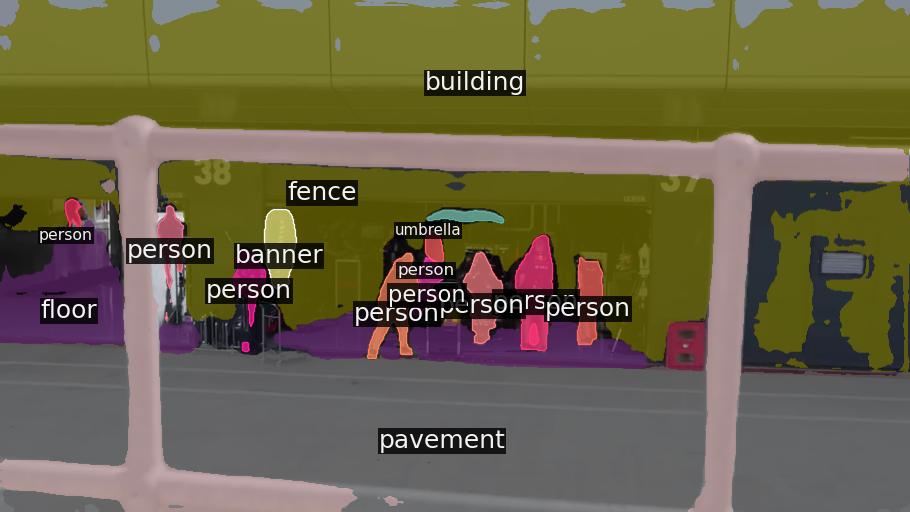 building
38
37
fence
umbrella
person
person
banner
person
person
person
person
person
person
floor
pavement